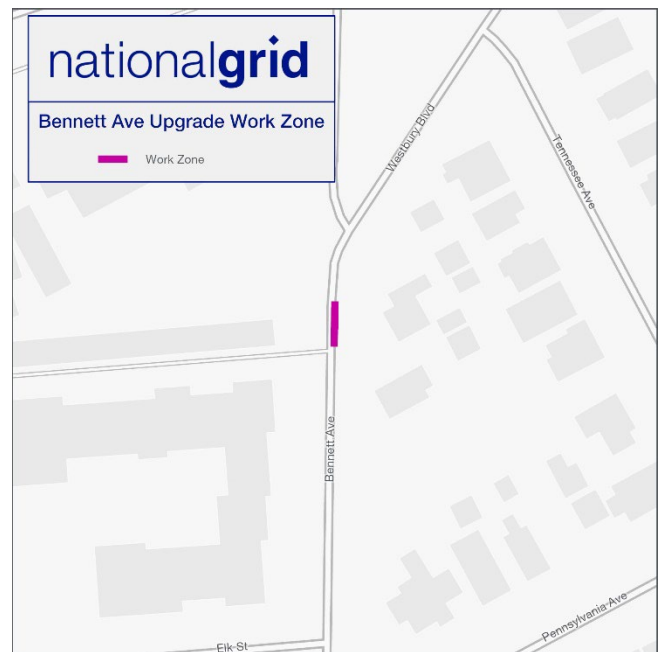 nationalgrid
Bennett Ave Upgrade Work Zone
Work Zone
Westbury Blvd
Tennessee Ave
Bennett Ave
Pennsylvania Ave
Elk St